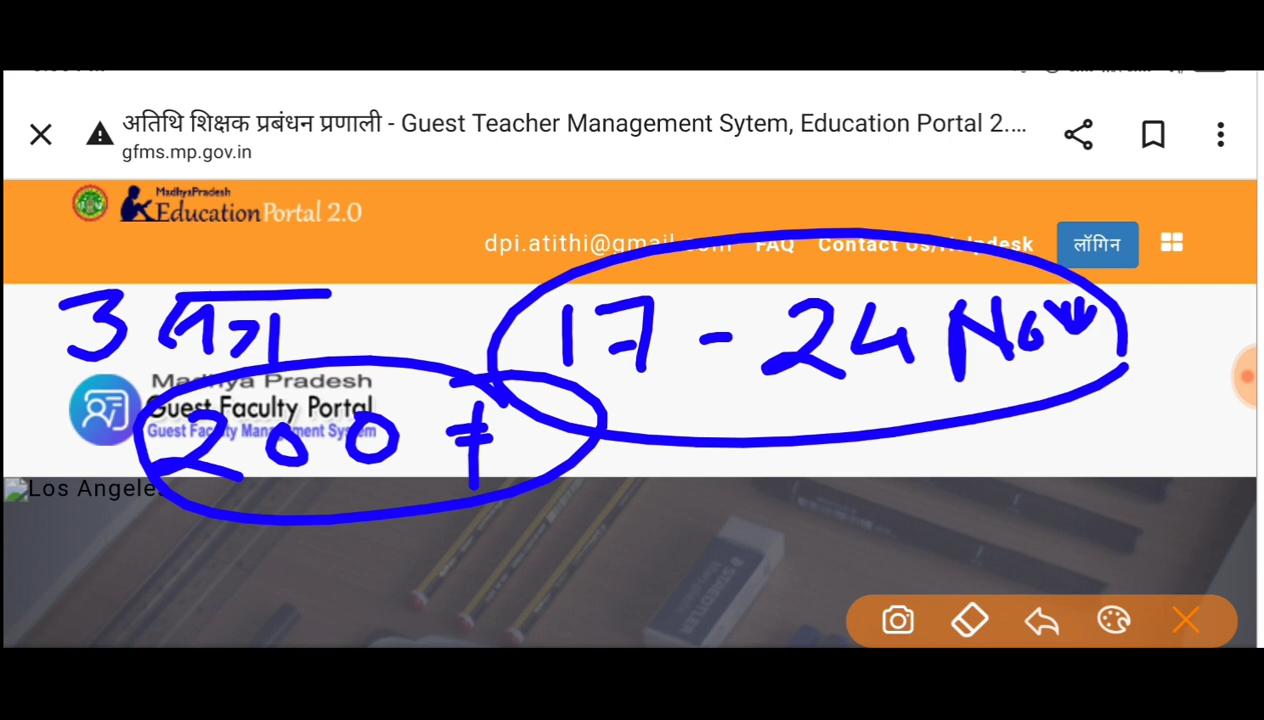 अतिथि शिक्षक प्रबंधन प्रणाली - Guest Teacher Management Sytem, Education Portal 2....
gfms.mp.gov.in
MadhyaPradesh
Education Portal 2.0
dpi.atithi@gmail.com FAQ Contact Us/Helpdesk लॉगिन
17 - 24 Nov
Madhya Pradesh
Guest Faculty Portal
Guest Faculty Management System
200
Los Angeles
STAEDTLER